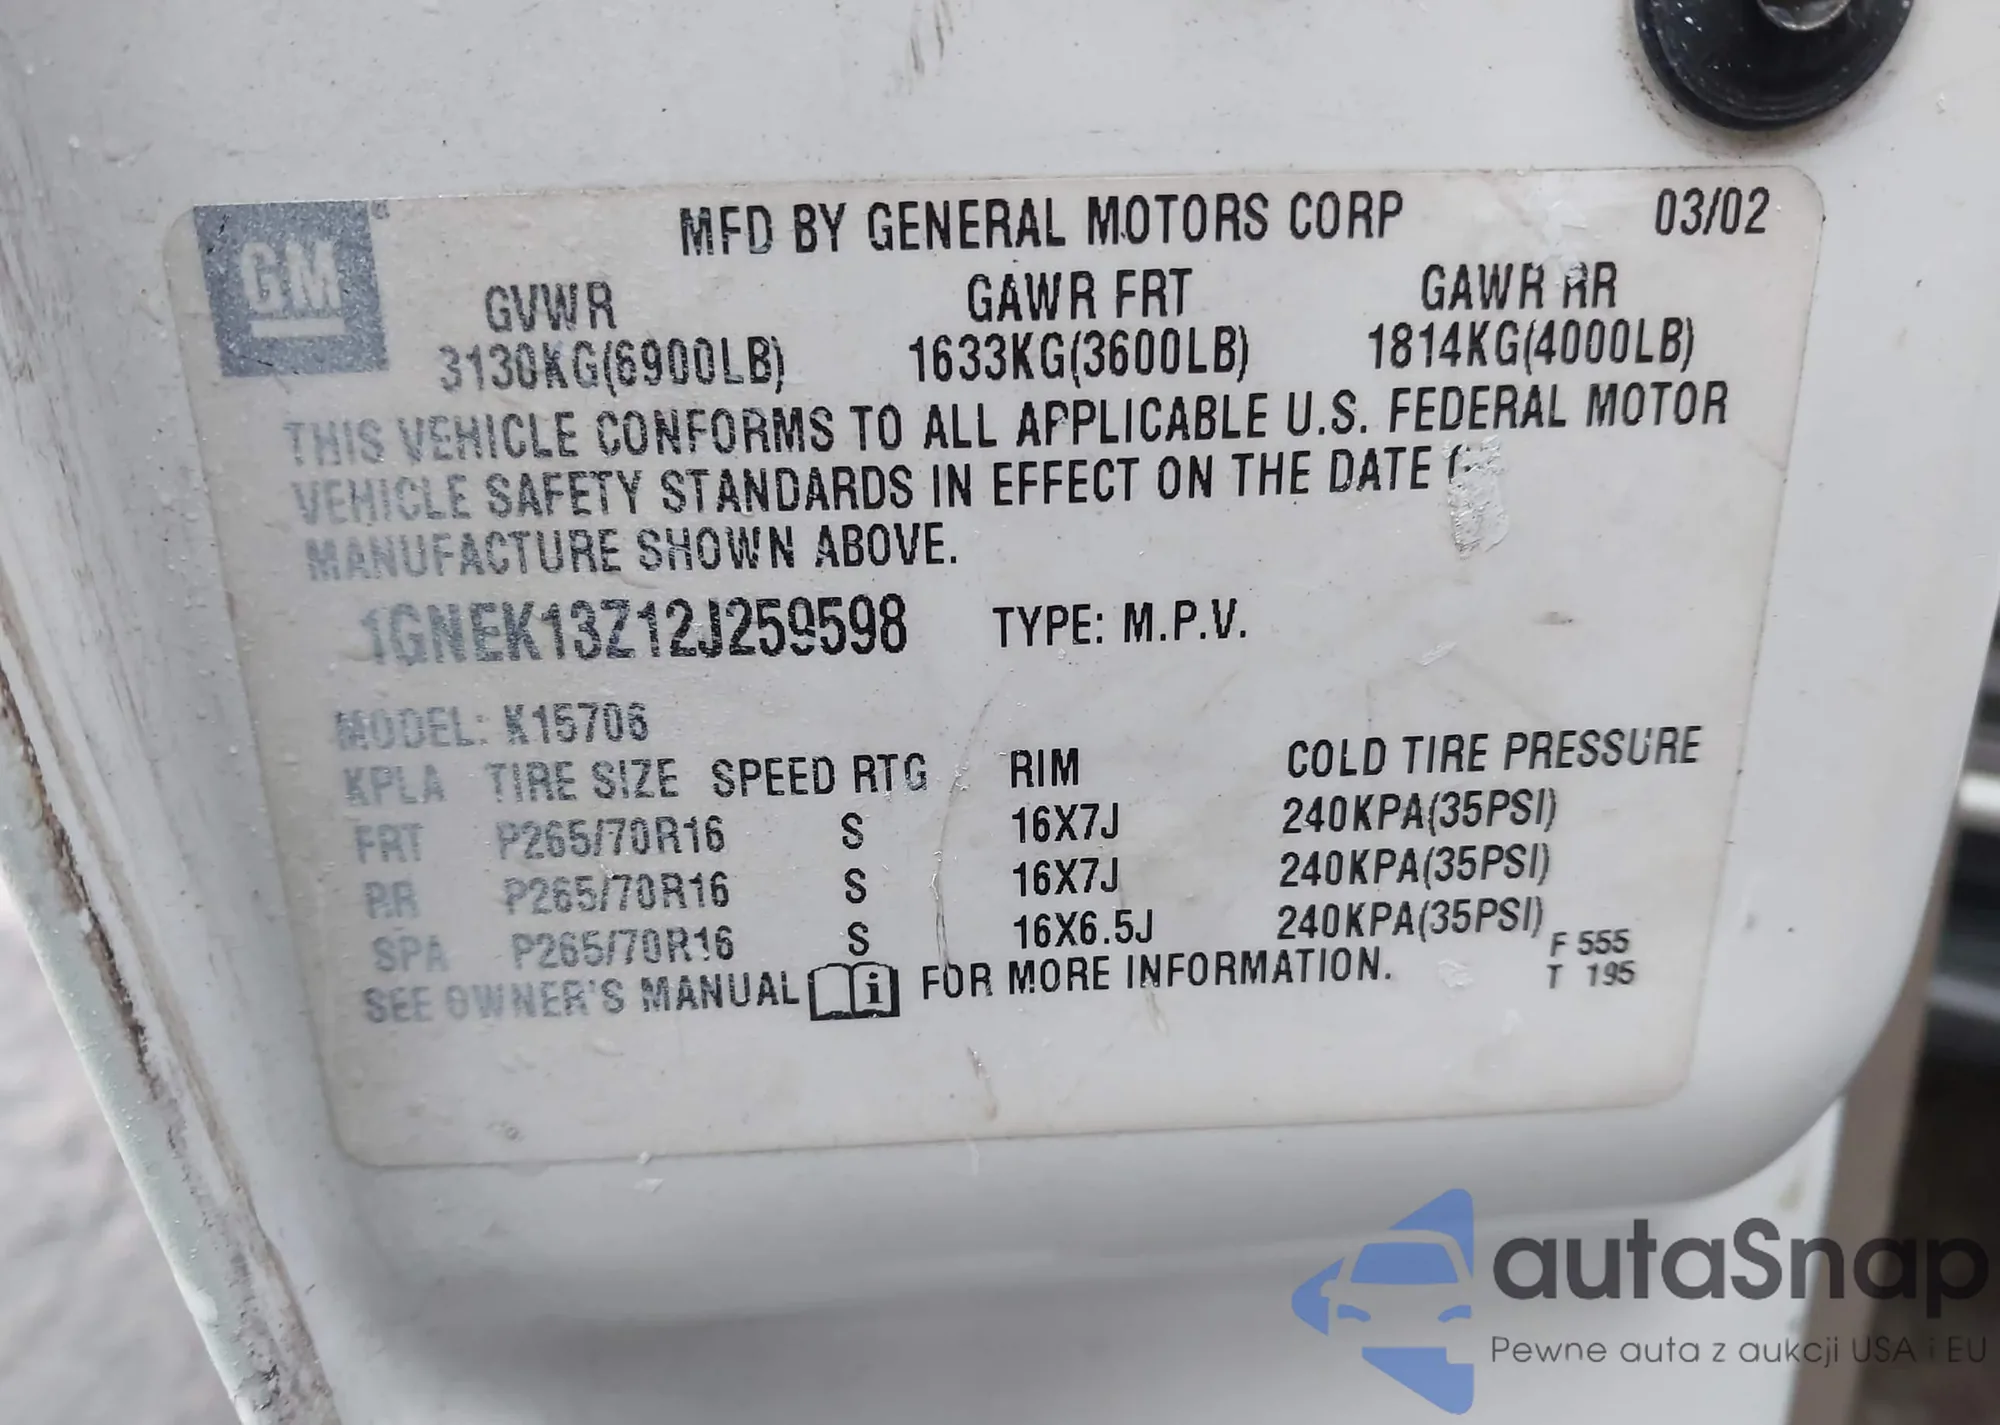 GM
MFD BY GENERAL MOTORS CORP 03/02
GVWR GAWR FRT GAWR RR
3130KG(6900LB) 1633KG(3600LB) 1814KG(4000LB)
THIS VEHICLE CONFORMS TO ALL APPLICABLE U.S. FEDERAL MOTOR
VEHICLE SAFETY STANDARDS IN EFFECT ON THE DATE
MANUFACTURE SHOWN ABOVE.
1GNEK13Z12J259598 TYPE: M.P.V.
MODEL: K15706
KPLA TIRE SIZE SPEED RTG RIM COLD TIRE PRESSURE
FRT P265/70R16 S 16X7J 240KPA(35PSI)
RR P265/70R16 S 16X7J 240KPA(35PSI)
SPA P265/70R16 S 16X6.5J 240KPA(35PSI)
SEE OWNER'S MANUAL i FOR MORE INFORMATION.
F 555
T 195
autaSnap
Pewne auta z aukcji USA i EU